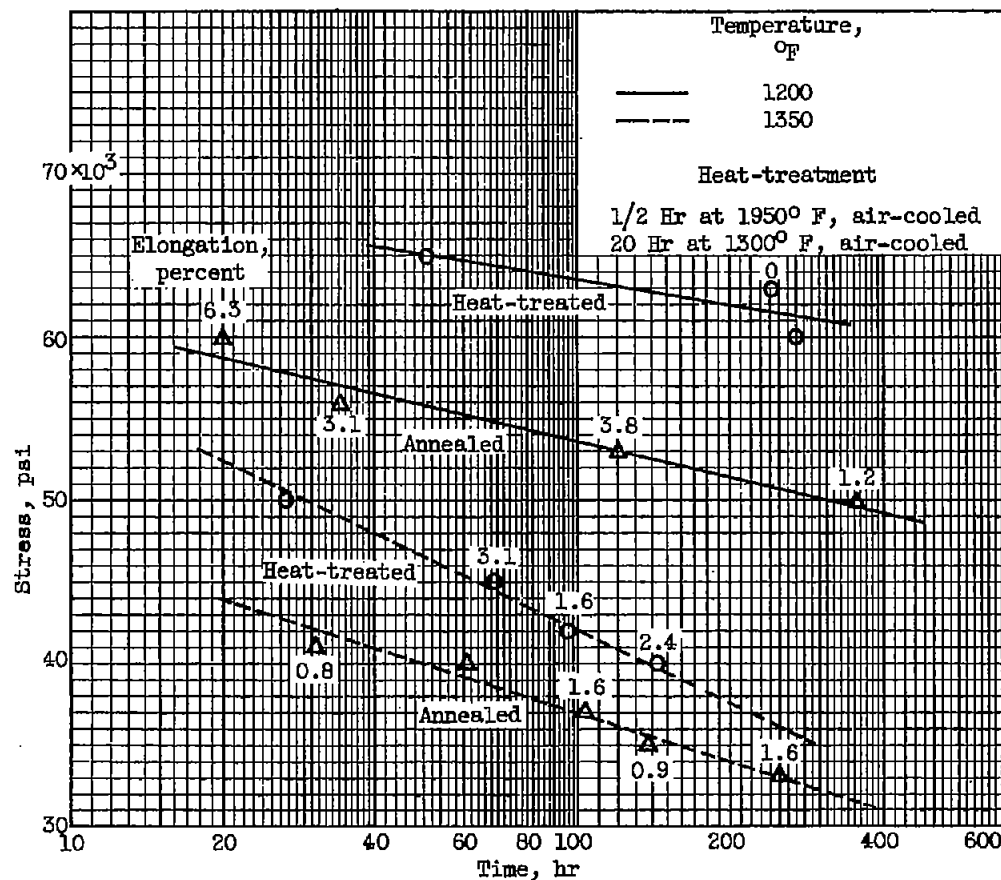 Temperature,
°F
1200
1350
Heat-treatment
1/2 Hr at 1950° F, air-cooled
20 Hr at 1300° F, air-cooled
70×10³
60
50
40
30
Stress, psi
Elongation,
percent
6.3
0
Heat-treated
3.1
Annealed
3.8
1.2
Heat-treated
3.1
1.6
2.4
0.8
Annealed
1.6
0.9
1.6
10
20
40
60
80
100
200
400
600
Time, hr